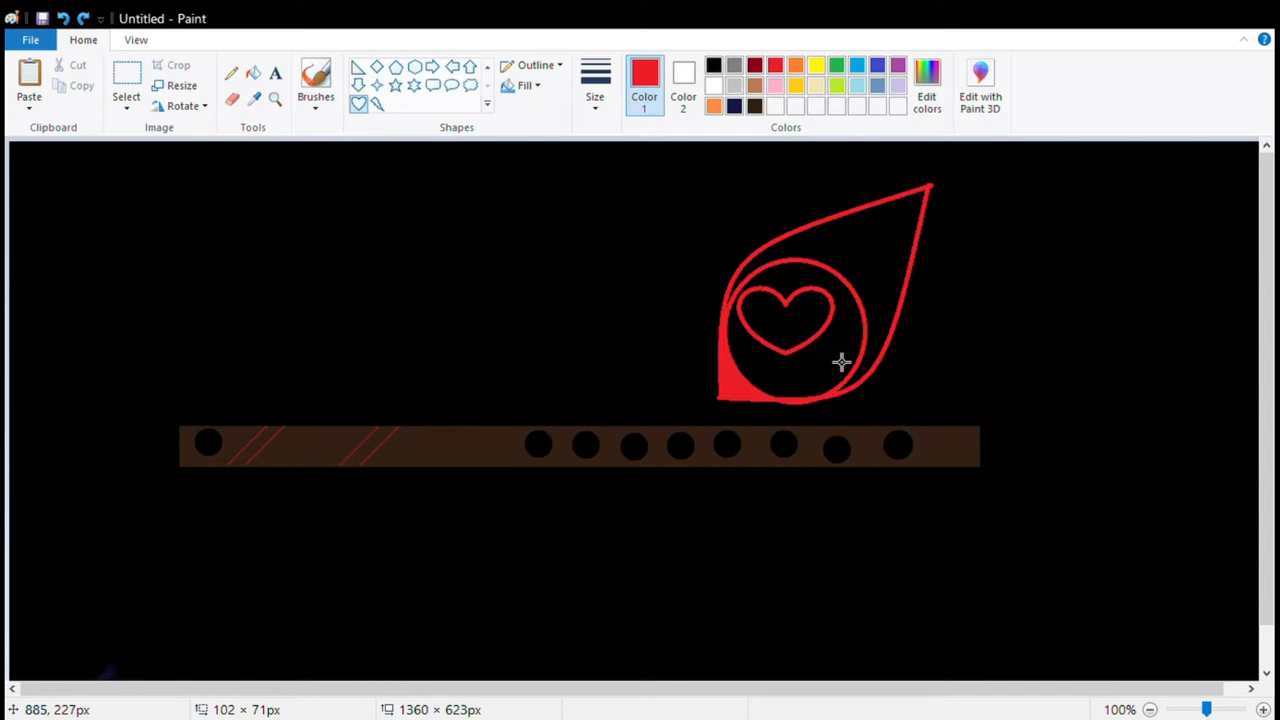 Untitled - Paint
File Home View
Paste
Cut
Copy
Clipboard
Select
Crop
Resize
Rotate
Image
Tools
Brushes
Outline
Fill
Shapes
Size
Color 1
Color 2
Edit colors
Colors
Edit with Paint 3D
885, 227px
102 × 71px
1360 × 623px
100%